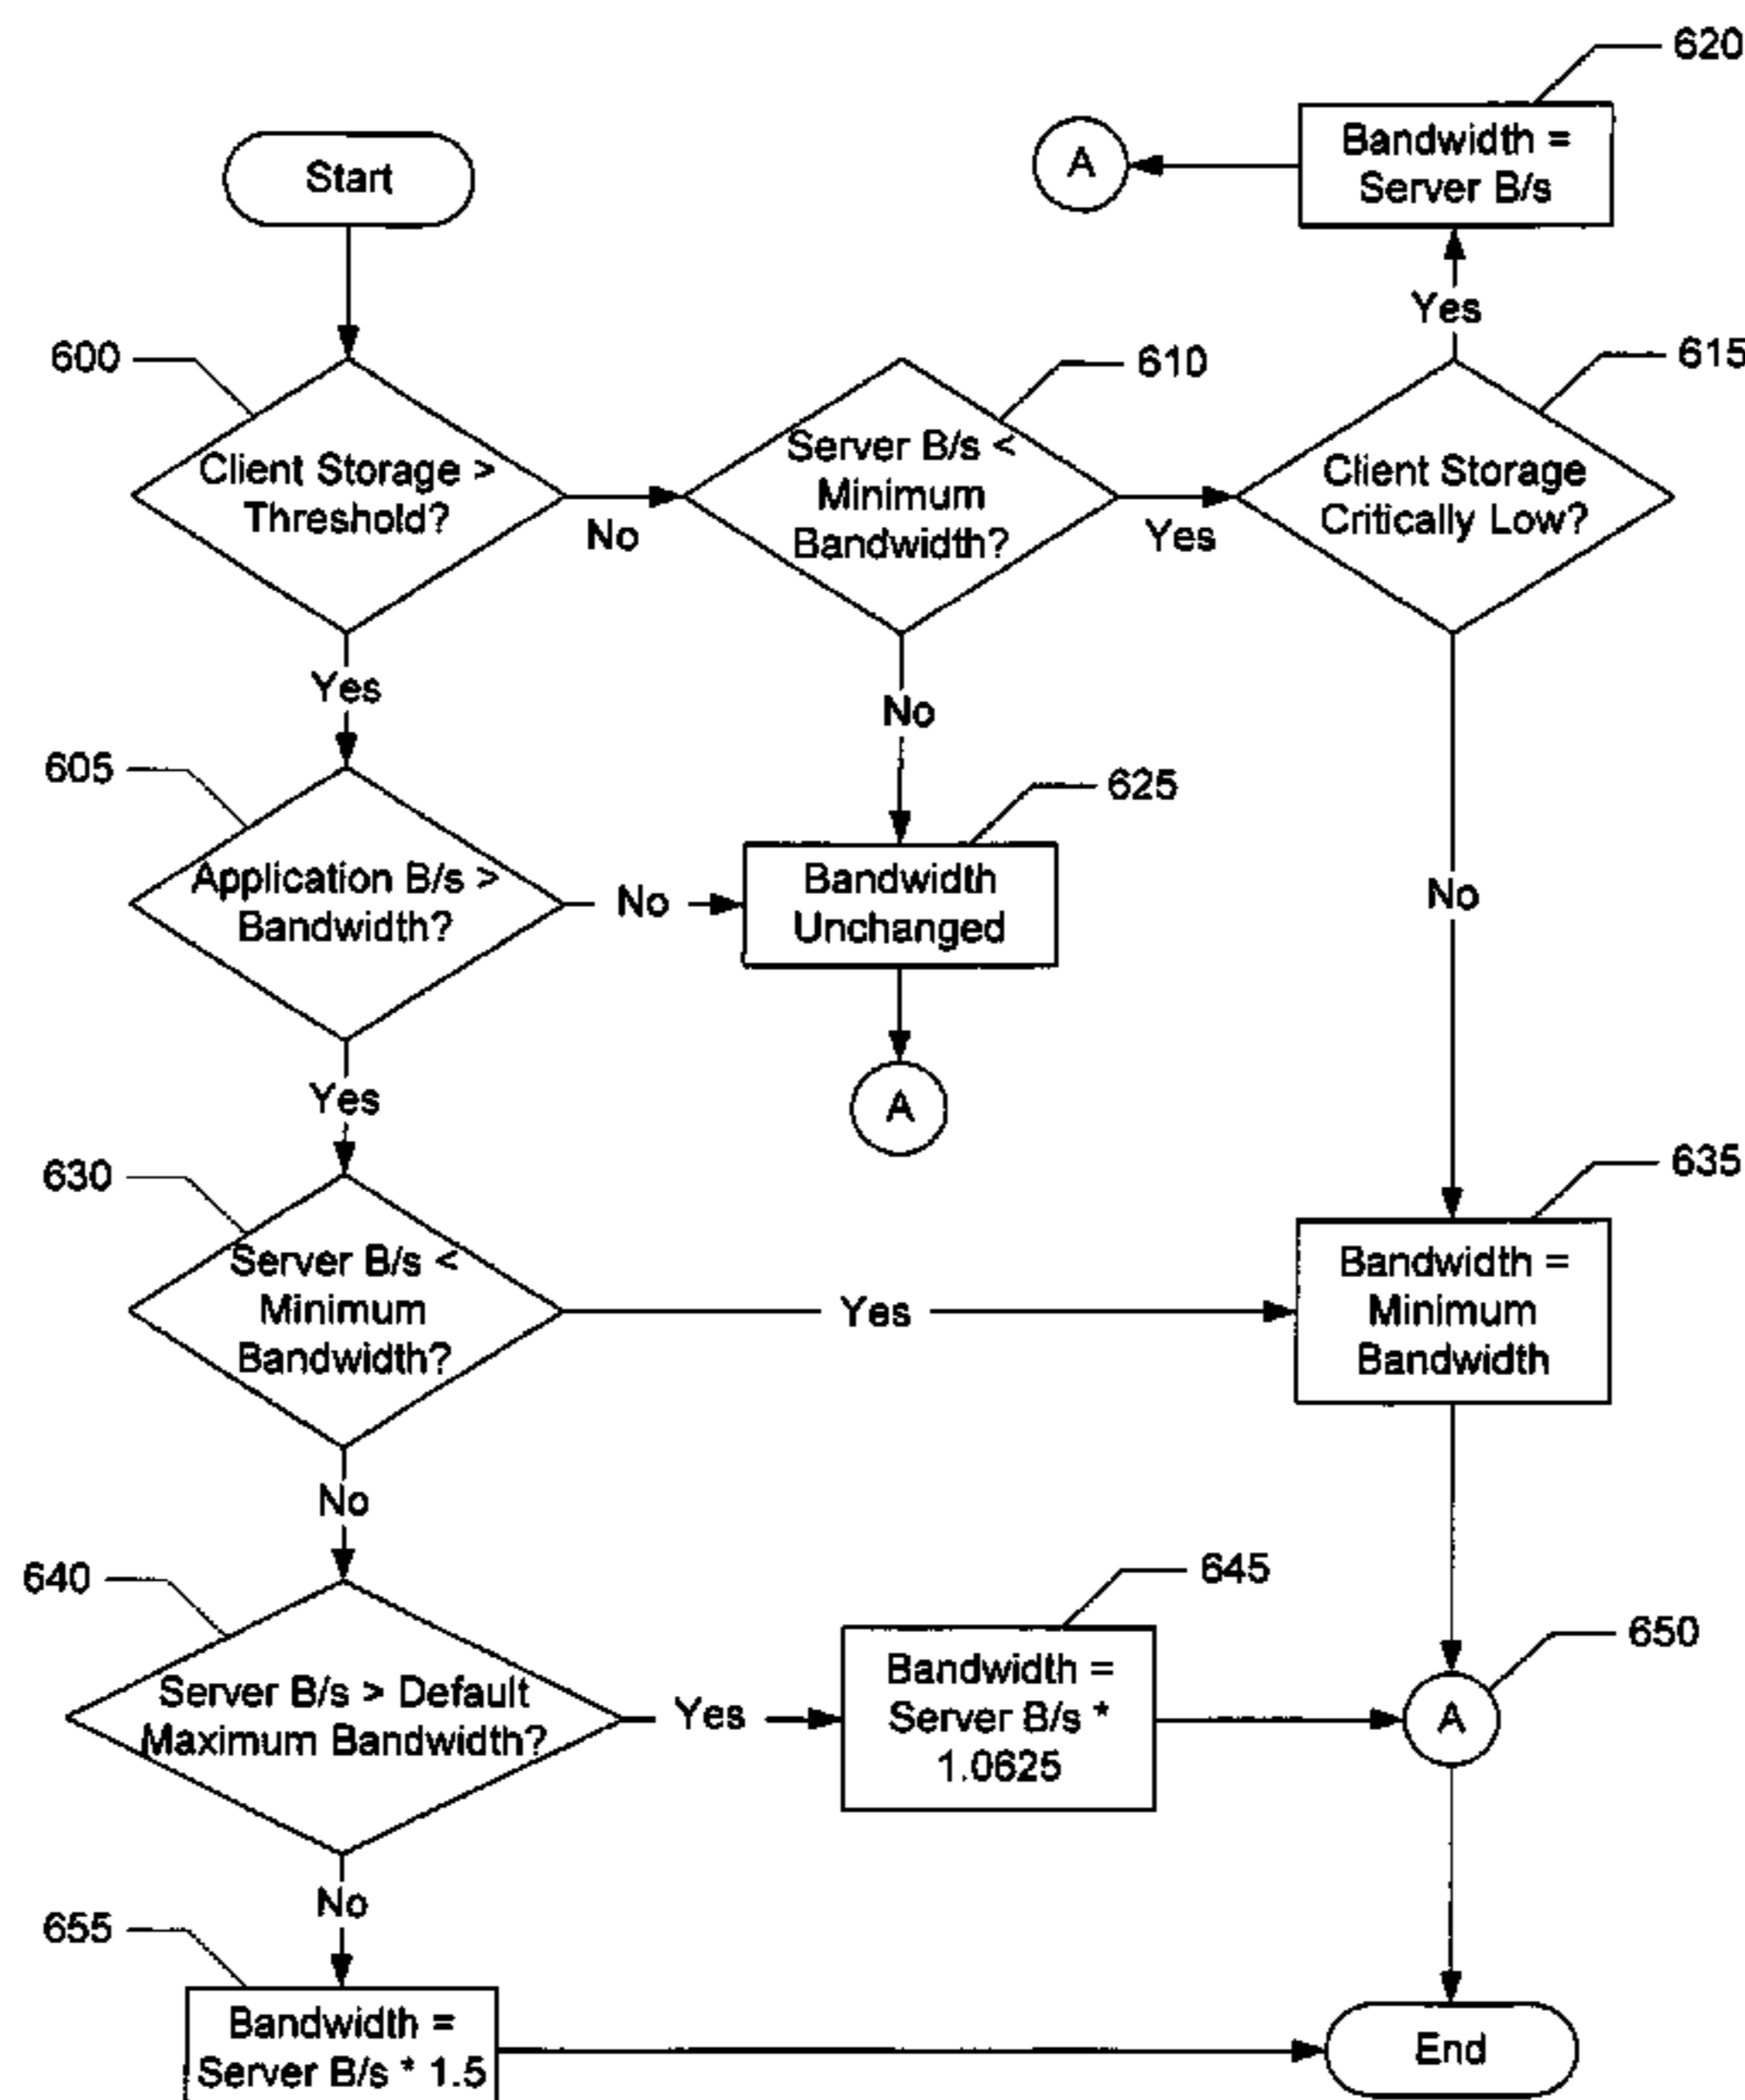 620
Bandwidth =
Server B/s
A
Start
Yes
600
610
615
Client Storage >
Threshold?
No
Server B/s <
Minimum
Bandwidth?
Yes
Client Storage
Critically Low?
Yes
No
605
625
Application B/s >
Bandwidth?
No
Bandwidth
Unchanged
No
Yes
A
630
635
Server B/s <
Minimum
Bandwidth?
Yes
Bandwidth =
Minimum
Bandwidth
No
640
645
650
Server B/s > Default
Maximum Bandwidth?
Yes
Bandwidth =
Server B/s *
1.0625
A
No
655
Bandwidth =
Server B/s * 1.5
End